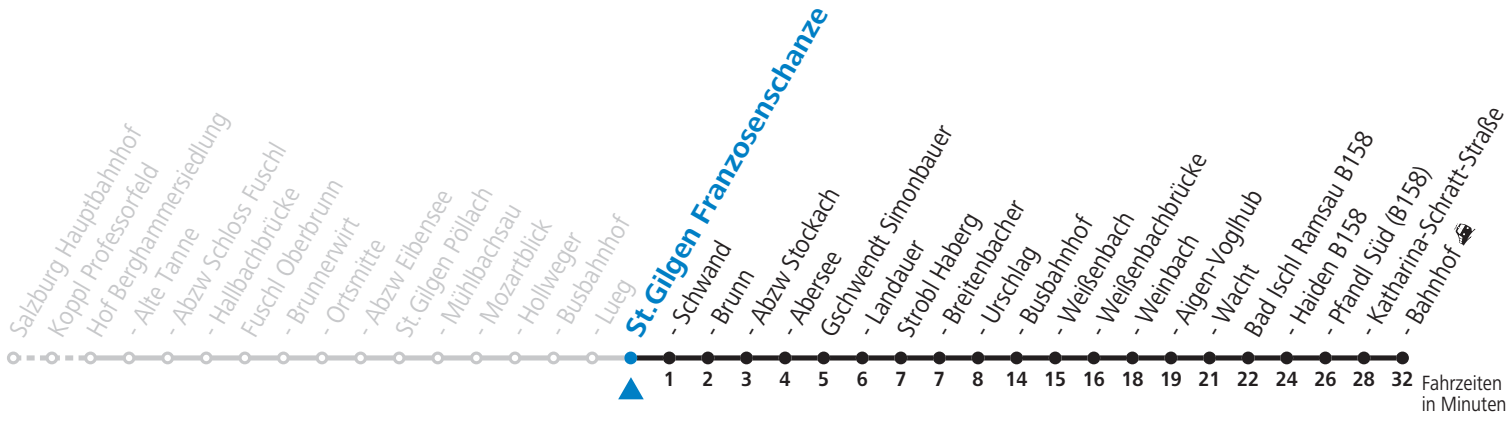 Salzburg Hauptbahnhof
Koppl Professorfeld
Hof Berghammersiedlung
- Alte Tanne
- Abzw Schloss Fuschl
- Hallbachbrücke
Fuschl Oberbrunn
- Brunnenwirt
- Ortsmitte
- Abzw Eibensee
St.Gilgen Pöllach
- Mühlbachsau
- Mozartblick
- Hollweger
- Busbahnhof
- Lueg
St.Gilgen Franzosenschanze
- Schwand
- Brunn
- Abzw Stockach
- Abersee
Gschwendt Simonbauer
- Landauer
Strobl Haberg
- Breitenbacher
- Urschlag
- Busbahnhof
- Weißenbach
- Weißenbachbrücke
- Weinbach
- Aigen-Voglhub
- Wacht
Bad Ischl Ramsau B158
- Haiden B158
- Pfandl Süd (B158)
- Katharina-Schratt-Straße
- Bahnhof
1 2 3 4 5 6 7 7 8 14 15 16 18 19 21 22 24 26 28 32
Fahrzeiten
in Minuten